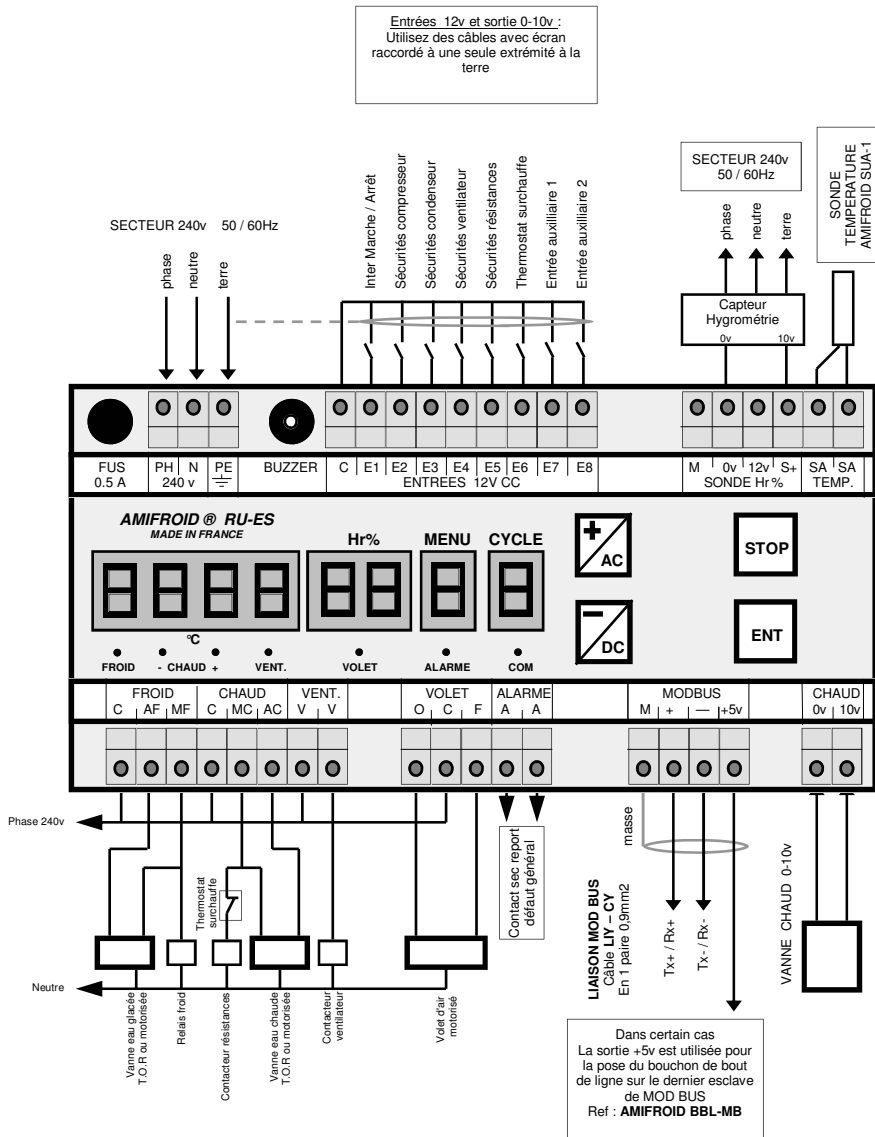 Entrées 12v et sortie 0-10v :
Utilisez des câbles avec écran
raccordé à une seule extrémité à la
terre
SECTEUR 240v 50 / 60Hz
phase
neutre
terre
Inter Marche / Arrêt
Sécurités compresseur
Sécurités condenseur
Sécurités ventilateur
Sécurités résistances
Thermostat surchauffe
Entrée auxilliaire 1
Entrée auxilliaire 2
SECTEUR 240v
50 / 60Hz
phase
neutre
terre
Capteur
Hygrométrie
0v 10v
SONDE
TEMPERATURE
AMIFROID SUA-1
FUS
0.5 A
PH N PE
240 v
BUZZER
C E1 E2 E3 E4 E5 E6 E7 E8
ENTREES 12V CC
M 0v 12v S+
SONDE Hr %
SA SA
TEMP.
AMIFROID ® RU-ES
MADE IN FRANCE
Hr% MENU CYCLE
8 8 8 8 8 8 8 8
°C
FROID - CHAUD + VENT. VOLET ALARME COM
+
AC
STOP
−
DC
ENT
FROID CHAUD VENT. VOLET ALARME MODBUS CHAUD
C AF MF C MC AC V V O C F A A M + — +5v 0v 10v
Phase 240v
Neutre
Thermostat
surchauffe
Vanne eau glacée
T.O.R ou motorisée
Relais froid
Contacteur résistances
Vanne eau chaude
T.O.R ou motorisée
Contacteur
ventilateur
Volet d'air
motorisé
Contact sec report
défaut général
masse
LIAISON MOD BUS
Câble LIY – CY
En 1 paire 0,9mm2
Tx+ / Rx+
Tx- / Rx-
VANNE CHAUD 0-10v
Dans certain cas
La sortie +5v est utilisée pour
la pose du bouchon de bout
de ligne sur le dernier esclave
de MOD BUS
Ref : AMIFROID BBL-MB